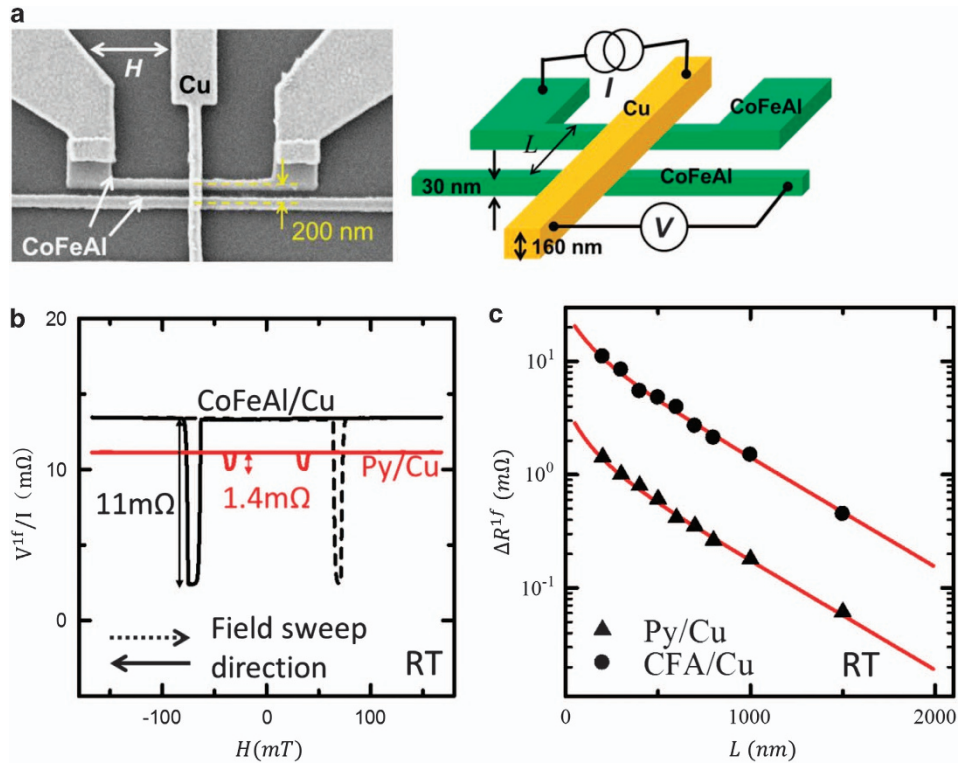 a
H
Cu
CoFeAl
200 nm
I
Cu
CoFeAl
L
30 nm
CoFeAl
V
160 nm
b
20
10
0
V¹ᶠ/I (mΩ)
CoFeAl/Cu
Py/Cu
11mΩ
1.4mΩ
Field sweep
direction
RT
-100
0
100
H(mT)
c
10¹
10⁰
10⁻¹
ΔR¹ᶠ (mΩ)
Py/Cu
CFA/Cu
RT
0
1000
2000
L (nm)